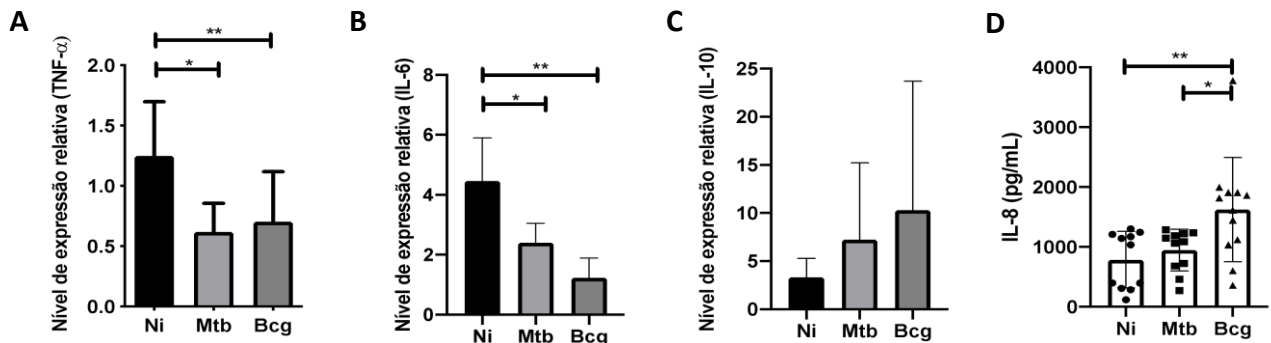 A
Nível de expressão relativa (TNF-α)
2.0
1.5
1.0
0.5
0.0
**
*
Ni Mtb Bcg
B
Nível de expressão relativa (IL-6)
8
6
4
2
0
**
*
Ni Mtb Bcg
C
Nível de expressão relativa (IL-10)
25
20
15
10
5
0
Ni Mtb Bcg
D
IL-8 (pg/mL)
4000
3000
2000
1000
0
**
*
Ni Mtb Bcg